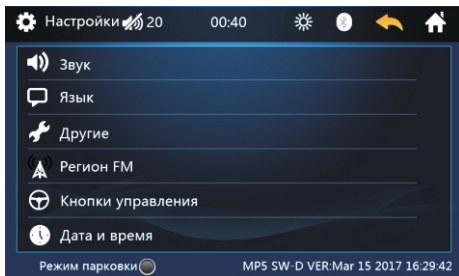 Настройки 20 00:40
Звук
Язык
Другие
Регион FM
Кнопки управления
Дата и время
Режим парковки MP5 SW-D VER:Mar 15 2017 16:29:42